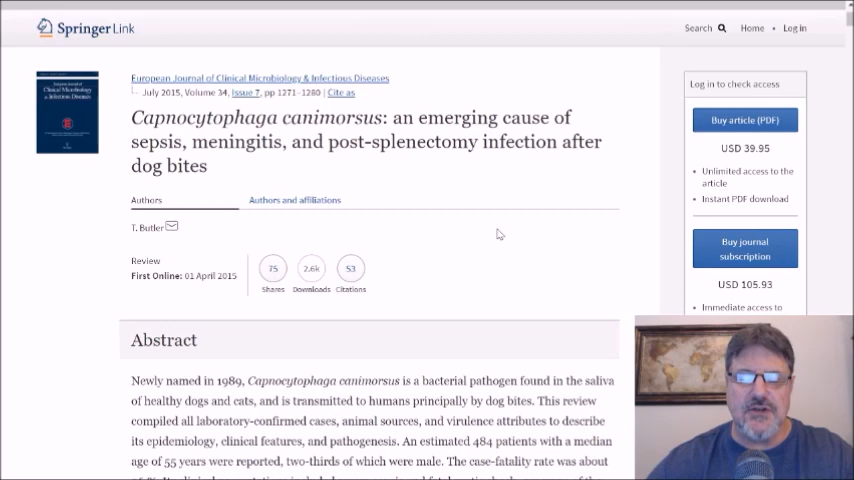 Springer Link
Search
Home • Log in
European Journal of Clinical Microbiology & Infectious Diseases
July 2015, Volume 34, Issue 7, pp 1271–1280 | Cite as
Capnocytophaga canimorsus: an emerging cause of
sepsis, meningitis, and post-splenectomy infection after
dog bites
Authors
Authors and affiliations
T. Butler
Review
First Online: 01 April 2015
75
Shares
2.6k
Downloads
53
Citations
Abstract
Newly named in 1989, Capnocytophaga canimorsus is a bacterial pathogen found in the saliva
of healthy dogs and cats, and is transmitted to humans principally by dog bites. This review
compiled all laboratory-confirmed cases, animal sources, and virulence attributes to describe
its epidemiology, clinical features, and pathogenesis. An estimated 484 patients with a median
age of 55 years were reported, two-thirds of which were male. The case-fatality rate was about
Log in to check access
Buy article (PDF)
USD 39.95
• Unlimited access to the
article
• Instant PDF download
Buy journal
subscription
USD 105.93
• Immediate access to